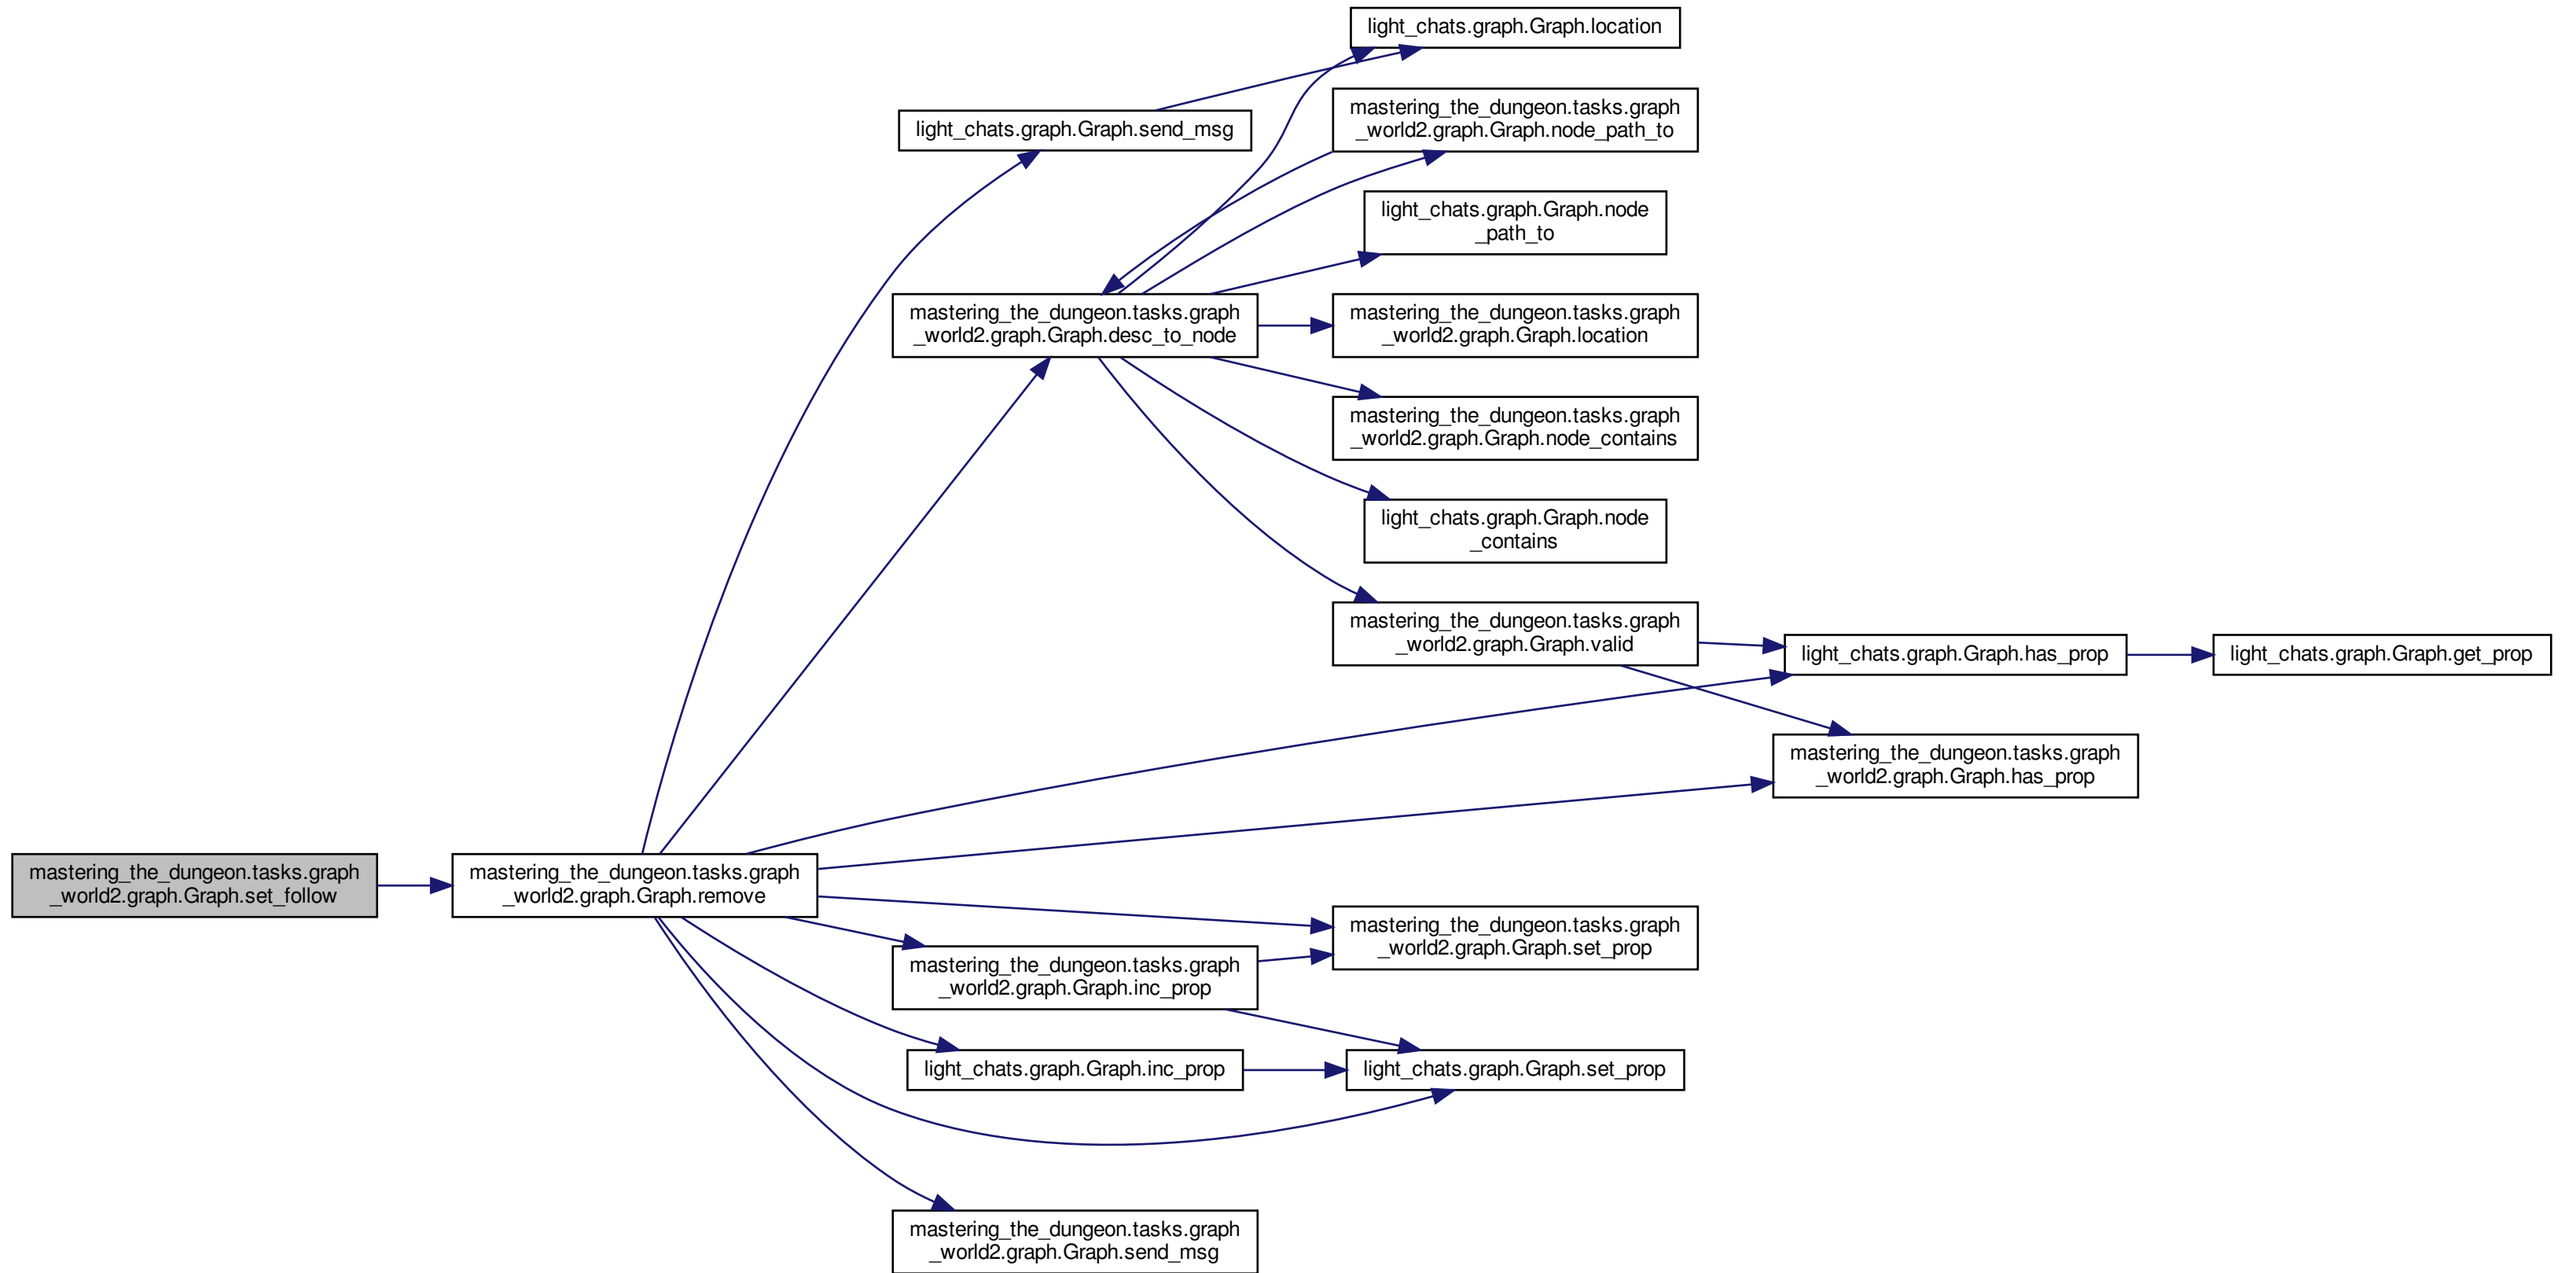 light_chats.graph.Graph.location
mastering_the_dungeon.tasks.graph
_world2.graph.Graph.node_path_to
light_chats.graph.Graph.send_msg
light_chats.graph.Graph.node
_path_to
mastering_the_dungeon.tasks.graph
_world2.graph.Graph.desc_to_node
mastering_the_dungeon.tasks.graph
_world2.graph.Graph.location
mastering_the_dungeon.tasks.graph
_world2.graph.Graph.node_contains
light_chats.graph.Graph.node
_contains
mastering_the_dungeon.tasks.graph
_world2.graph.Graph.valid
light_chats.graph.Graph.has_prop
light_chats.graph.Graph.get_prop
mastering_the_dungeon.tasks.graph
_world2.graph.Graph.has_prop
mastering_the_dungeon.tasks.graph
_world2.graph.Graph.set_follow
mastering_the_dungeon.tasks.graph
_world2.graph.Graph.remove
mastering_the_dungeon.tasks.graph
_world2.graph.Graph.set_prop
mastering_the_dungeon.tasks.graph
_world2.graph.Graph.inc_prop
light_chats.graph.Graph.inc_prop
light_chats.graph.Graph.set_prop
mastering_the_dungeon.tasks.graph
_world2.graph.Graph.send_msg